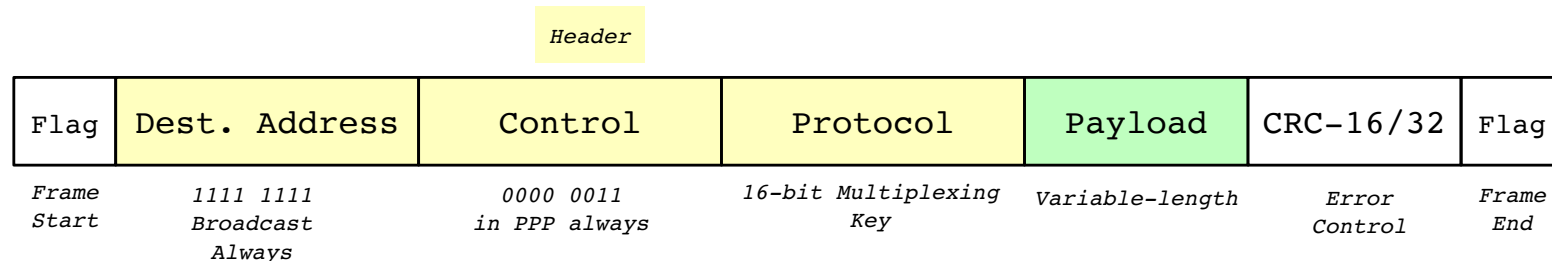 Header
Flag
Dest. Address
Control
Protocol
Payload
CRC-16/32
Flag
Frame
Start
1111 1111
Broadcast
Always
0000 0011
in PPP always
16-bit Multiplexing
Key
Variable-length
Error
Control
Frame
End